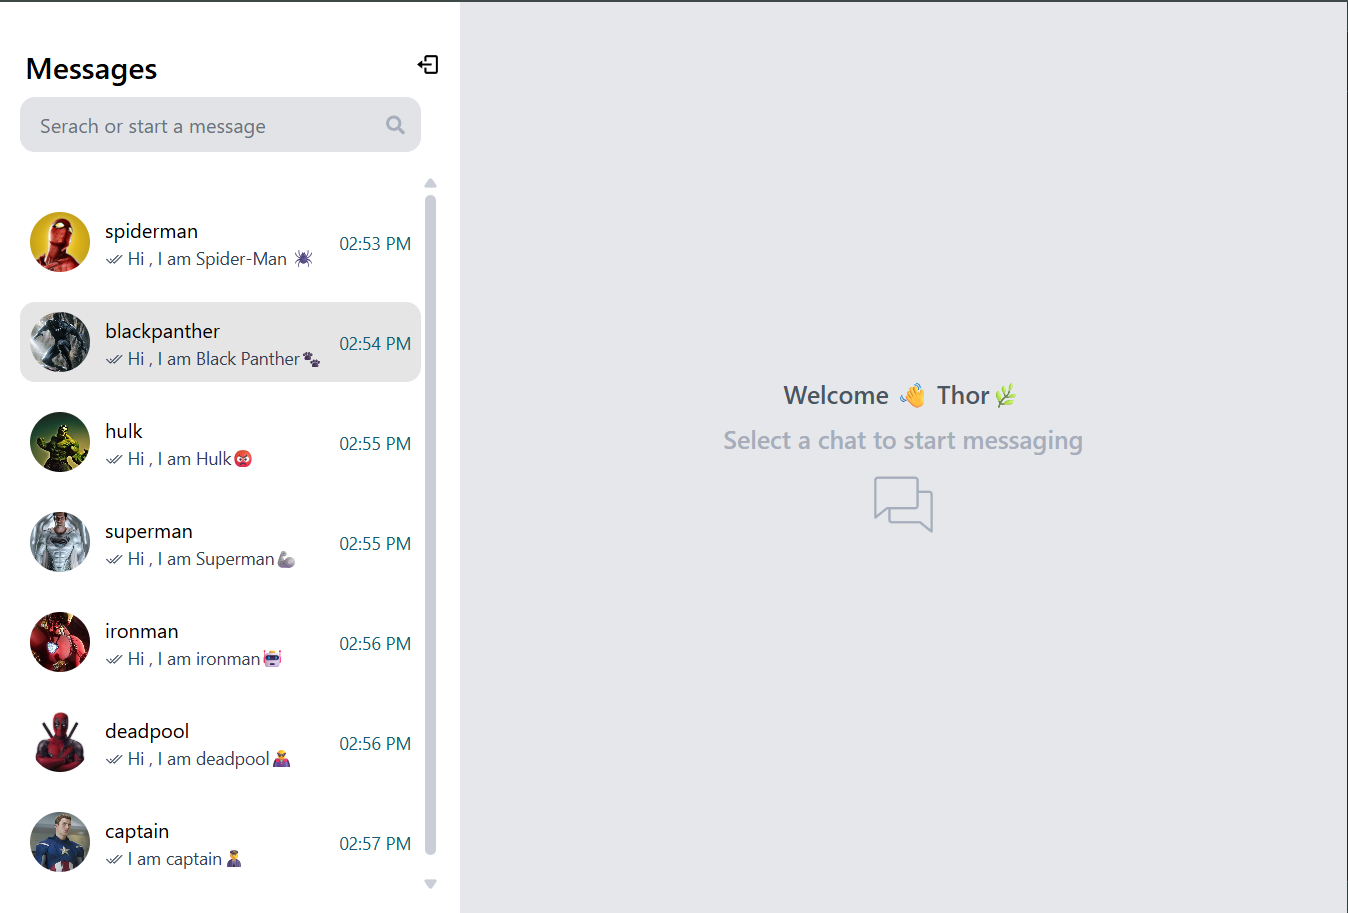 Messages
Serach or start a message
spiderman
Hi , I am Spider-Man 🕷
02:53 PM
blackpanther
Hi , I am Black Panther🐾
02:54 PM
hulk
Hi , I am Hulk👹
02:55 PM
superman
Hi , I am Superman🦾
02:55 PM
ironman
Hi , I am ironman🤖
02:56 PM
deadpool
Hi , I am deadpool🦹
02:56 PM
captain
I am captain👨‍✈️
02:57 PM
Welcome 👋 Thor🌿
Select a chat to start messaging